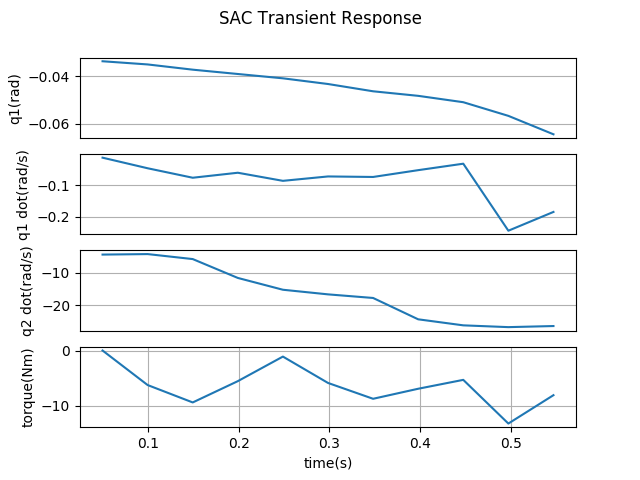 SAC Transient Response
q1(rad)
−0.04
−0.06
q1 dot(rad/s)
−0.1
−0.2
q2 dot(rad/s)
−10
−20
torque(Nm)
0
−10
0.1 0.2 0.3 0.4 0.5
time(s)